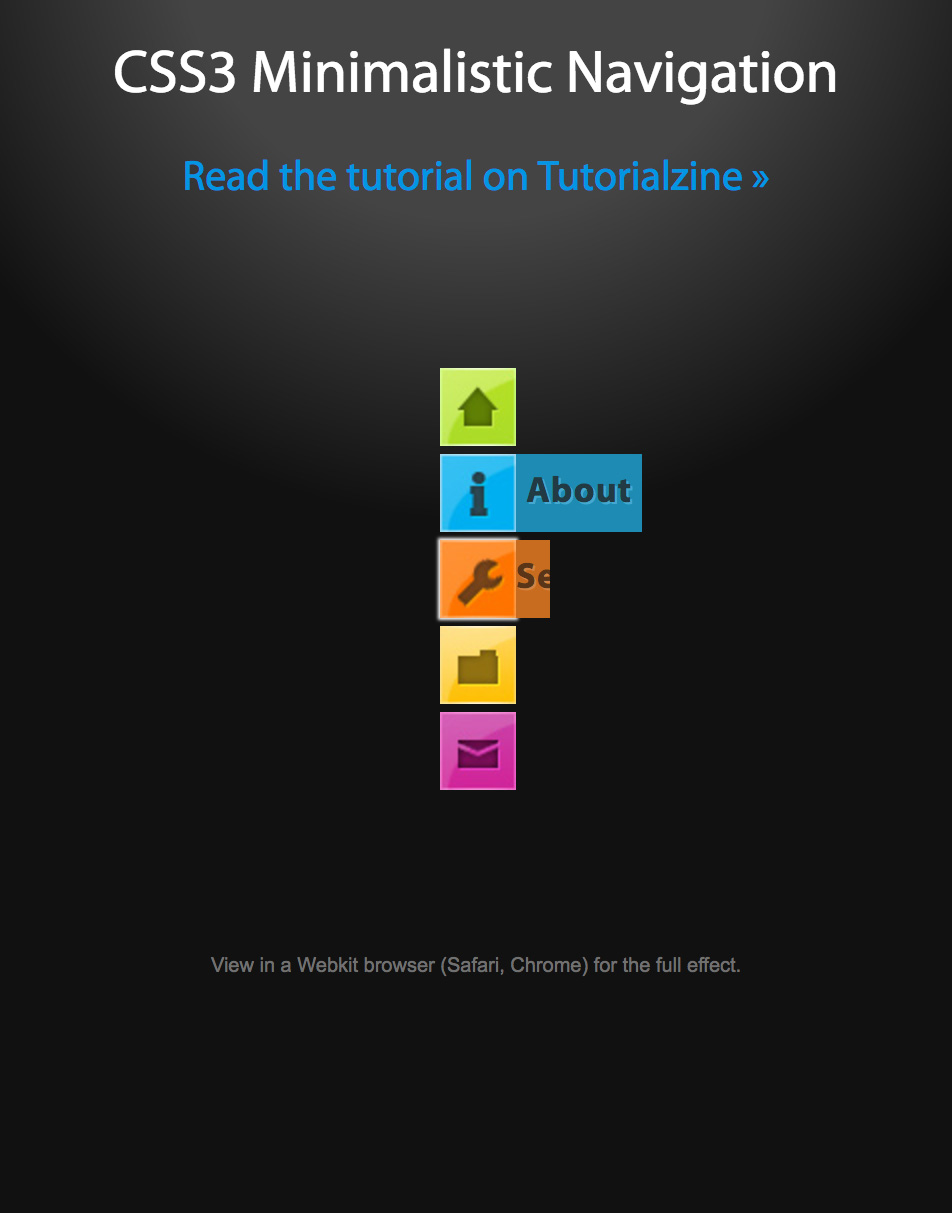 CSS3 Minimalistic Navigation
Read the tutorial on Tutorialzine »
About
Se
View in a Webkit browser (Safari, Chrome) for the full effect.